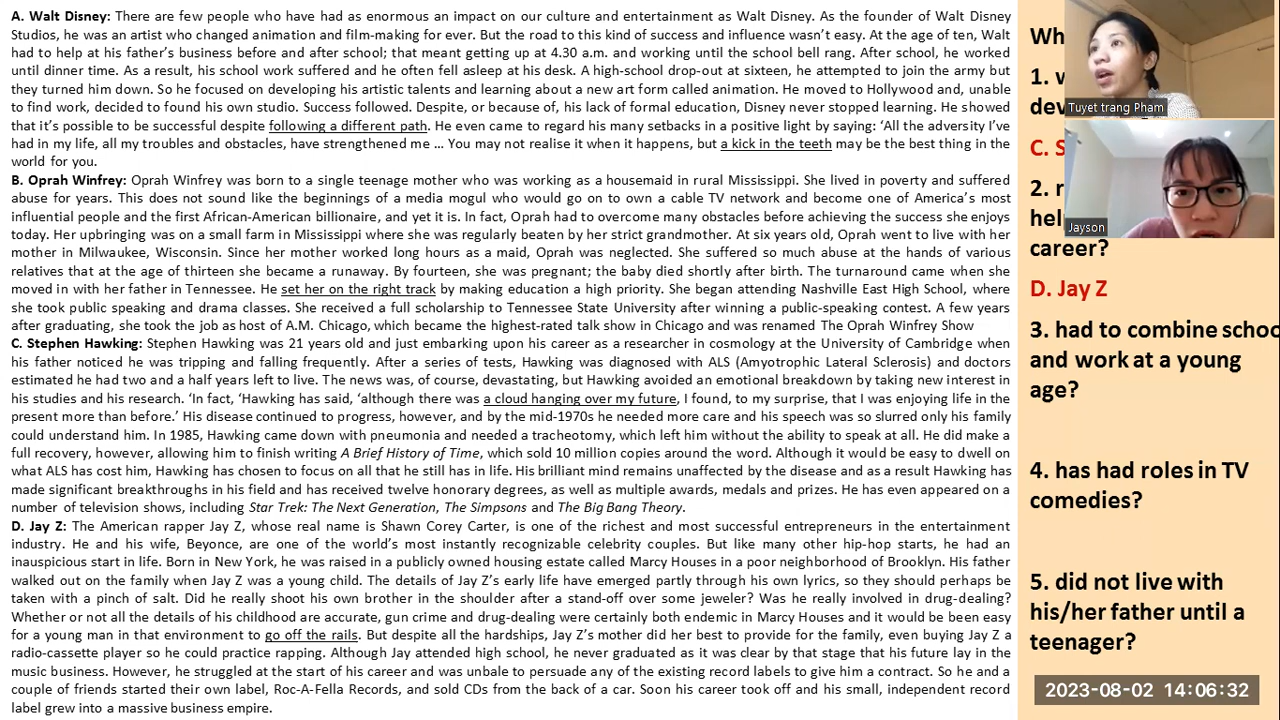 A. Walt Disney: There are few people who have had as enormous an impact on our culture and entertainment as Walt Disney. As the founder of Walt Disney
Studios, he was an artist who changed animation and film-making for ever. But the road to this kind of success and influence wasn't easy. At the age of ten, Walt
had to help at his father's business before and after school; that meant getting up at 4.30 a.m. and working until the school bell rang. After school, he worked
until dinner time. As a result, his school work suffered and he often fell asleep at his desk. A high-school drop-out at sixteen, he attempted to join the army but
they turned him down. So he focused on developing his artistic talents and learning about a new art form called animation. He moved to Hollywood and, unable
to find work, decided to found his own studio. Success followed. Despite, or because of, his lack of formal education, Disney never stopped learning. He showed
that it's possible to be successful despite following a different path. He even came to regard his many setbacks in a positive light by saying: 'All the adversity I've
had in my life, all my troubles and obstacles, have strengthened me ... You may not realise it when it happens, but a kick in the teeth may be the best thing in the
world for you.
B. Oprah Winfrey: Oprah Winfrey was born to a single teenage mother who was working as a housemaid in rural Mississippi. She lived in poverty and suffered
abuse for years. This does not sound like the beginnings of a media mogul who would go on to own a cable TV network and become one of America's most
influential people and the first African-American billionaire, and yet it is. In fact, Oprah had to overcome many obstacles before achieving the success she enjoys
today. Her upbringing was on a small farm in Mississippi where she was regularly beaten by her strict grandmother. At six years old, Oprah went to live with her
mother in Milwaukee, Wisconsin. Since her mother worked long hours as a maid, Oprah was neglected. She suffered so much abuse at the hands of various
relatives that at the age of thirteen she became a runaway. By fourteen, she was pregnant; the baby died shortly after birth. The turnaround came when she
moved in with her father in Tennessee. He set her on the right track by making education a high priority. She began attending Nashville East High School, where
she took public speaking and drama classes. She received a full scholarship to Tennessee State University after winning a public-speaking contest. A few years
after graduating, she took the job as host of A.M. Chicago, which became the highest-rated talk show in Chicago and was renamed The Oprah Winfrey Show
C. Stephen Hawking: Stephen Hawking was 21 years old and just embarking upon his career as a researcher in cosmology at the University of Cambridge when
his father noticed he was tripping and falling frequently. After a series of tests, Hawking was diagnosed with ALS (Amyotrophic Lateral Sclerosis) and doctors
estimated he had two and a half years left to live. The news was, of course, devastating, but Hawking avoided an emotional breakdown by taking new interest in
his studies and his research. 'In fact, 'Hawking has said, 'although there was a cloud hanging over my future, I found, to my surprise, that I was enjoying life in the
present more than before.' His disease continued to progress, however, and by the mid-1970s he needed more care and his speech was so slurred only his family
could understand him. In 1985, Hawking came down with pneumonia and needed a tracheotomy, which left him without the ability to speak at all. He did make a
full recovery, however, allowing him to finish writing A Brief History of Time, which sold 10 million copies around the word. Although it would be easy to dwell on
what ALS has cost him, Hawking has chosen to focus on all that he still has in life. His brilliant mind remains unaffected by the disease and as a result Hawking has
made significant breakthroughs in his field and has received twelve honorary degrees, as well as multiple awards, medals and prizes. He has even appeared on a
number of television shows, including Star Trek: The Next Generation, The Simpsons and The Big Bang Theory.
D. Jay Z: The American rapper Jay Z, whose real name is Shawn Corey Carter, is one of the richest and most successful entrepreneurs in the entertainment
industry. He and his wife, Beyonce, are one of the world's most instantly recognizable celebrity couples. But like many other hip-hop starts, he had an
inauspicious start in life. Born in New York, he was raised in a publicly owned housing estate called Marcy Houses in a poor neighborhood of Brooklyn. His father
walked out on the family when Jay Z was a young child. The details of Jay Z's early life have emerged partly through his own lyrics, so they should perhaps be
taken with a pinch of salt. Did he really shoot his own brother in the shoulder after a stand-off over some jeweler? Was he really involved in drug-dealing?
Whether or not all the details of his childhood are accurate, gun crime and drug-dealing were certainly both endemic in Marcy Houses and it would be been easy
for a young man in that environment to go off the rails. But despite all the hardships, Jay Z's mother did her best to provide for the family, even buying Jay Z a
radio-cassette player so he could practice rapping. Although Jay attended high school, he never graduated as it was clear by that stage that his future lay in the
music business. However, he struggled at the start of his career and was unbale to persuade any of the existing record labels to give him a contract. So he and a
couple of friends started their own label, Roc-A-Fella Records, and sold CDs from the back of a car. Soon his career took off and his small, independent record
label grew into a massive business empire.
Wh
1. w
dev
C. S
2. r
hel
career?
D. Jay Z
3. had to combine schoo
and work at a young
age?
4. has had roles in TV
comedies?
5. did not live with
his/her father until a
teenager?
Tuyet trang Pham
Jayson
2023-08-02 14:06:32